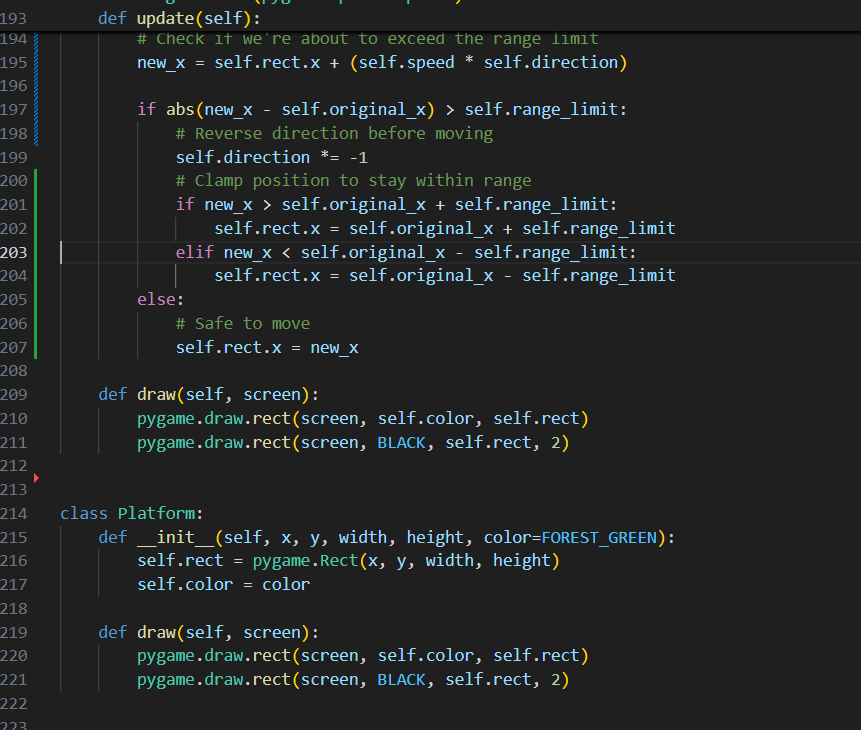 193 def update(self):
194 # Check if we're about to exceed the range limit
195 new_x = self.rect.x + (self.speed * self.direction)
196
197 if abs(new_x - self.original_x) > self.range_limit:
198 # Reverse direction before moving
199 self.direction *= -1
200 # Clamp position to stay within range
201 if new_x > self.original_x + self.range_limit:
202 self.rect.x = self.original_x + self.range_limit
203 elif new_x < self.original_x - self.range_limit:
204 self.rect.x = self.original_x - self.range_limit
205 else:
206 # Safe to move
207 self.rect.x = new_x
208
209 def draw(self, screen):
210 pygame.draw.rect(screen, self.color, self.rect)
211 pygame.draw.rect(screen, BLACK, self.rect, 2)
212
213
214 class Platform:
215 def __init__(self, x, y, width, height, color=FOREST_GREEN):
216 self.rect = pygame.Rect(x, y, width, height)
217 self.color = color
218
219 def draw(self, screen):
220 pygame.draw.rect(screen, self.color, self.rect)
221 pygame.draw.rect(screen, BLACK, self.rect, 2)
222
223